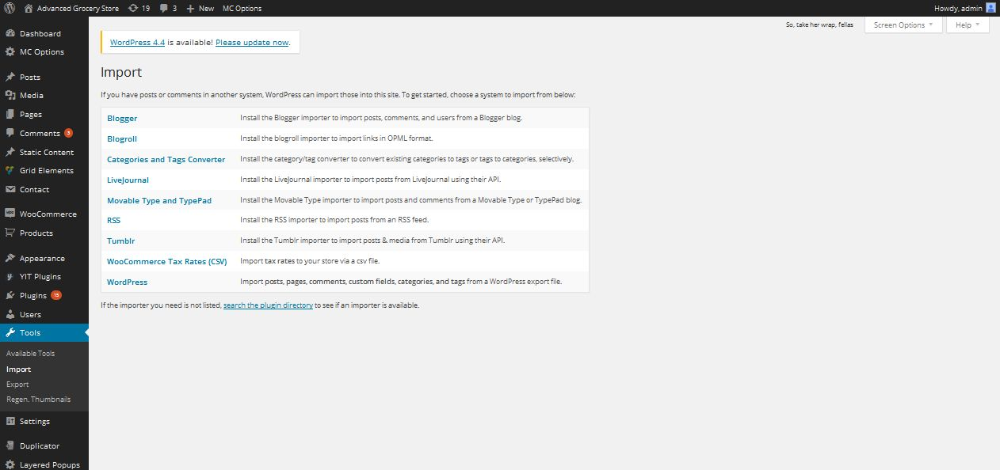 Advanced Grocery Store 19 3 New MC Options Howdy, admin
So, take her wrap, fellas Screen Options Help
Dashboard
MC Options
Posts
Media
Pages
Comments 3
Static Content
Grid Elements
Contact
WooCommerce
Products
Appearance
YIT Plugins
Plugins 15
Users
Tools
Available Tools
Import
Export
Regen. Thumbnails
Settings
Duplicator
Layered Popups
WordPress 4.4 is available! Please update now.
Import
If you have posts or comments in another system, WordPress can import those into this site. To get started, choose a system to import from below:
Blogger Install the Blogger importer to import posts, comments, and users from a Blogger blog.
Blogroll Install the blogroll importer to import links in OPML format.
Categories and Tags Converter Install the category/tag converter to convert existing categories to tags or tags to categories, selectively.
LiveJournal Install the LiveJournal importer to import posts from LiveJournal using their API.
Movable Type and TypePad Install the Movable Type importer to import posts and comments from a Movable Type or TypePad blog.
RSS Install the RSS importer to import posts from an RSS feed.
Tumblr Install the Tumblr importer to import posts & media from Tumblr using their API.
WooCommerce Tax Rates (CSV) Import tax rates to your store via a csv file.
WordPress Import posts, pages, comments, custom fields, categories, and tags from a WordPress export file.
If the importer you need is not listed, search the plugin directory to see if an importer is available.